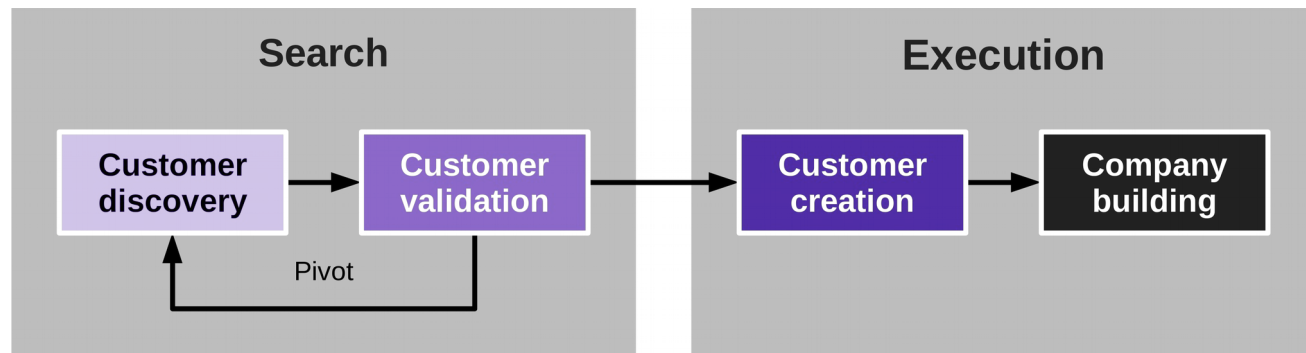 Search
Customer
discovery
Customer
validation
Pivot
Execution
Customer
creation
Company
building